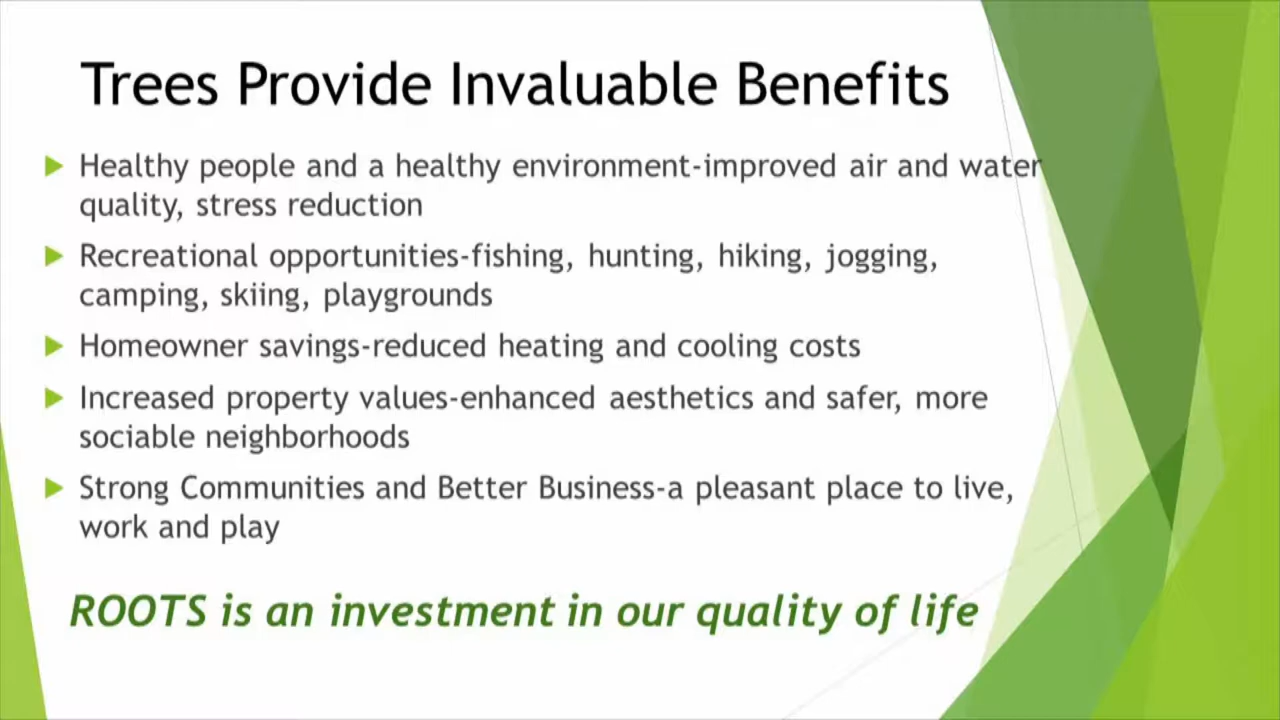 Trees Provide Invaluable Benefits
Healthy people and a healthy environment-improved air and water
quality, stress reduction
Recreational opportunities-fishing, hunting, hiking, jogging,
camping, skiing, playgrounds
Homeowner savings-reduced heating and cooling costs
Increased property values-enhanced aesthetics and safer, more
sociable neighborhoods
Strong Communities and Better Business-a pleasant place to live,
work and play
ROOTS is an investment in our quality of life